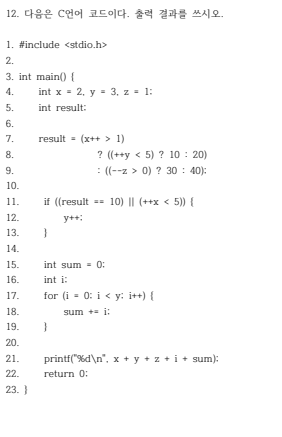 12. 다음은 C언어 코드이다. 출력 결과를 쓰시오.
1. #include <stdio.h>
2.
3. int main() {
4. int x = 2, y = 3, z = 1;
5. int result;
6.
7. result = (x++ > 1)
8. ? ((++y < 5) ? 10 : 20)
9. : ((--z > 0) ? 30 : 40);
10.
11. if ((result == 10) || (++x < 5)) {
12. y++;
13. }
14.
15. int sum = 0;
16. int i;
17. for (i = 0; i < y; i++) {
18. sum += i;
19. }
20.
21. printf("%d\n", x + y + z + i + sum);
22. return 0;
23. }